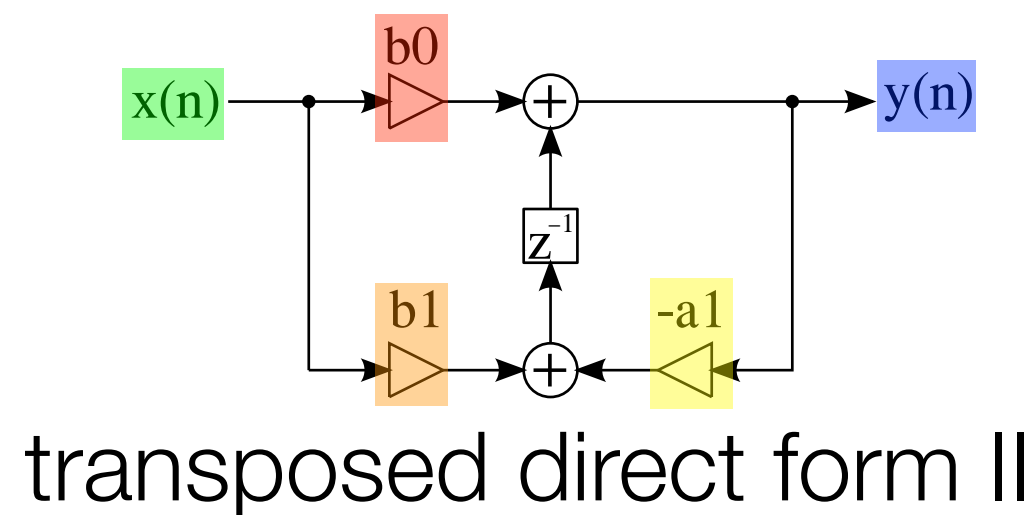 b0
x(n)
+
y(n)
z⁻¹
b1
-a1
+
transposed direct form II